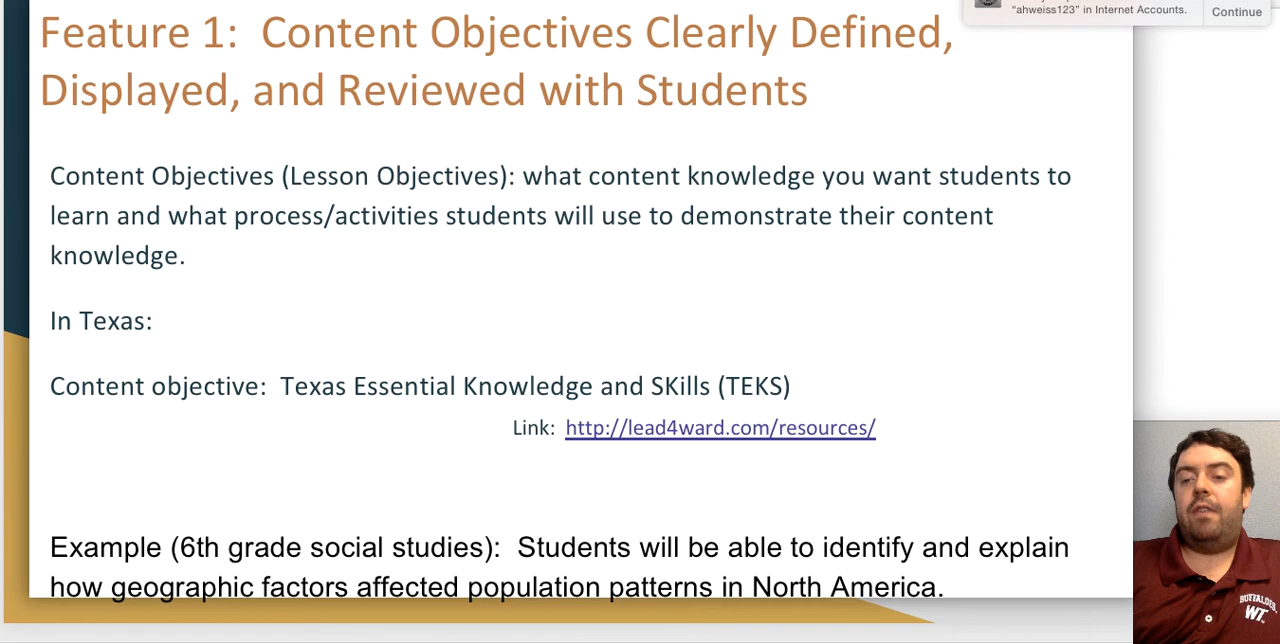 Feature 1:  Content Objectives Clearly Defined,
Displayed, and Reviewed with Students
"ahweiss123" in Internet Accounts.
Continue
Content Objectives (Lesson Objectives): what content knowledge you want students to
learn and what process/activities students will use to demonstrate their content
knowledge.
In Texas:
Content objective:  Texas Essential Knowledge and SKills (TEKS)
Link:  http://lead4ward.com/resources/
Example (6th grade social studies):  Students will be able to identify and explain
how geographic factors affected population patterns in North America.
BUFFALOES
WT